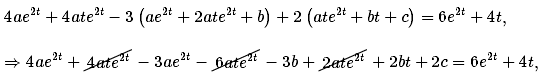 4ae^{2t} + 4ate^{2t} − 3 (ae^{2t} + 2ate^{2t} + b) + 2 (ate^{2t} + bt + c) = 6e^{2t} + 4t,
⇒ 4ae^{2t} + 4ate^{2t} − 3ae^{2t} − 6ate^{2t} − 3b + 2ate^{2t} + 2bt + 2c = 6e^{2t} + 4t,